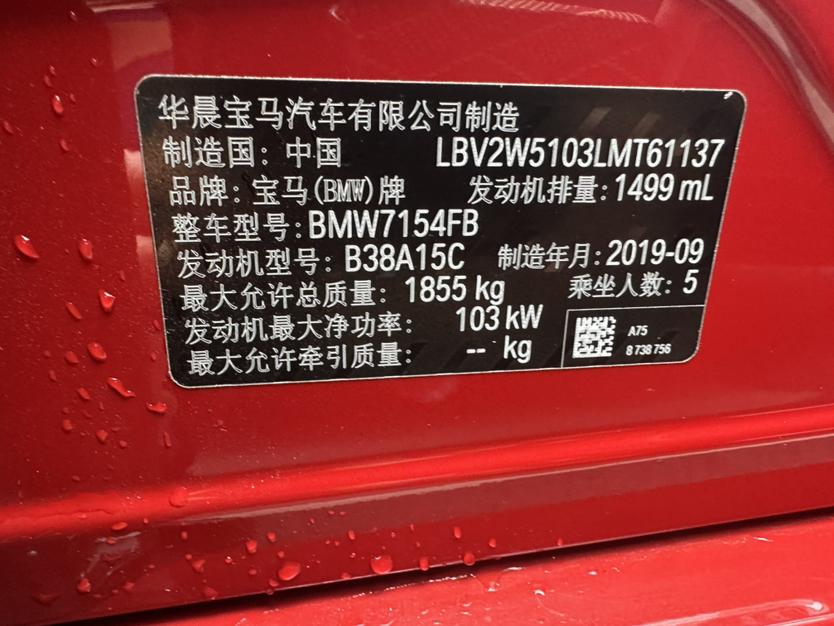 华晨宝马汽车有限公司制造
制造国：中国 LBV2W5103LMT61137
品牌：宝马(BMW)牌 发动机排量：1499 mL
整车型号：BMW7154FB
发动机型号：B38A15C 制造年月：2019-09
最大允许总质量：1855 kg 乘坐人数：5
发动机最大净功率：103 kW
最大允许牵引质量：-- kg
A75
8 738 756